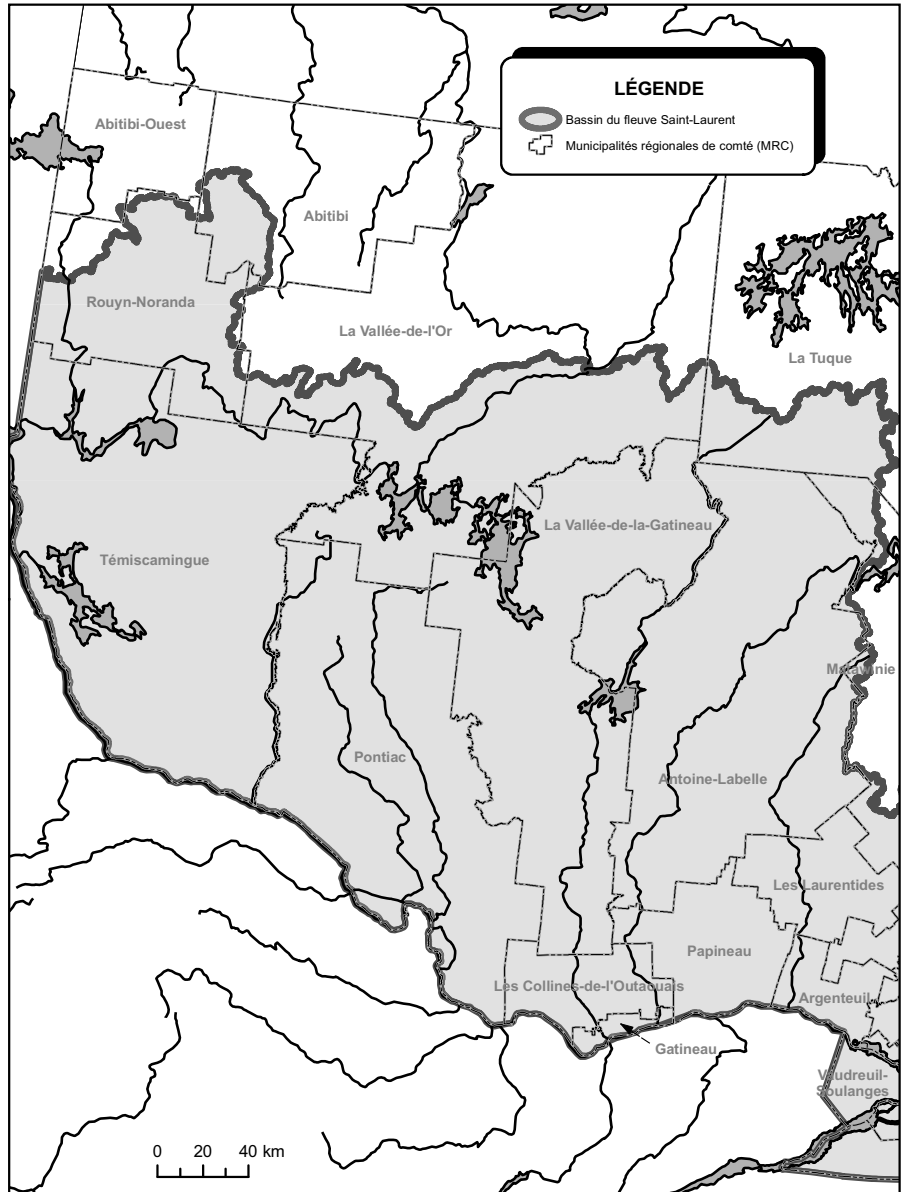 LÉGENDE
Bassin du fleuve Saint-Laurent
Municipalités régionales de comté (MRC)
Abitibi-Ouest
Abitibi
Rouyn-Noranda
La Vallée-de-l'Or
La Tuque
La Vallée-de-la-Gatineau
Témiscamingue
Matawinie
Pontiac
Antoine-Labelle
Les Laurentides
Papineau
Les Collines-de-l'Outaouais
Argenteuil
Gatineau
Vaudreuil-
Soulanges
0 20 40 km